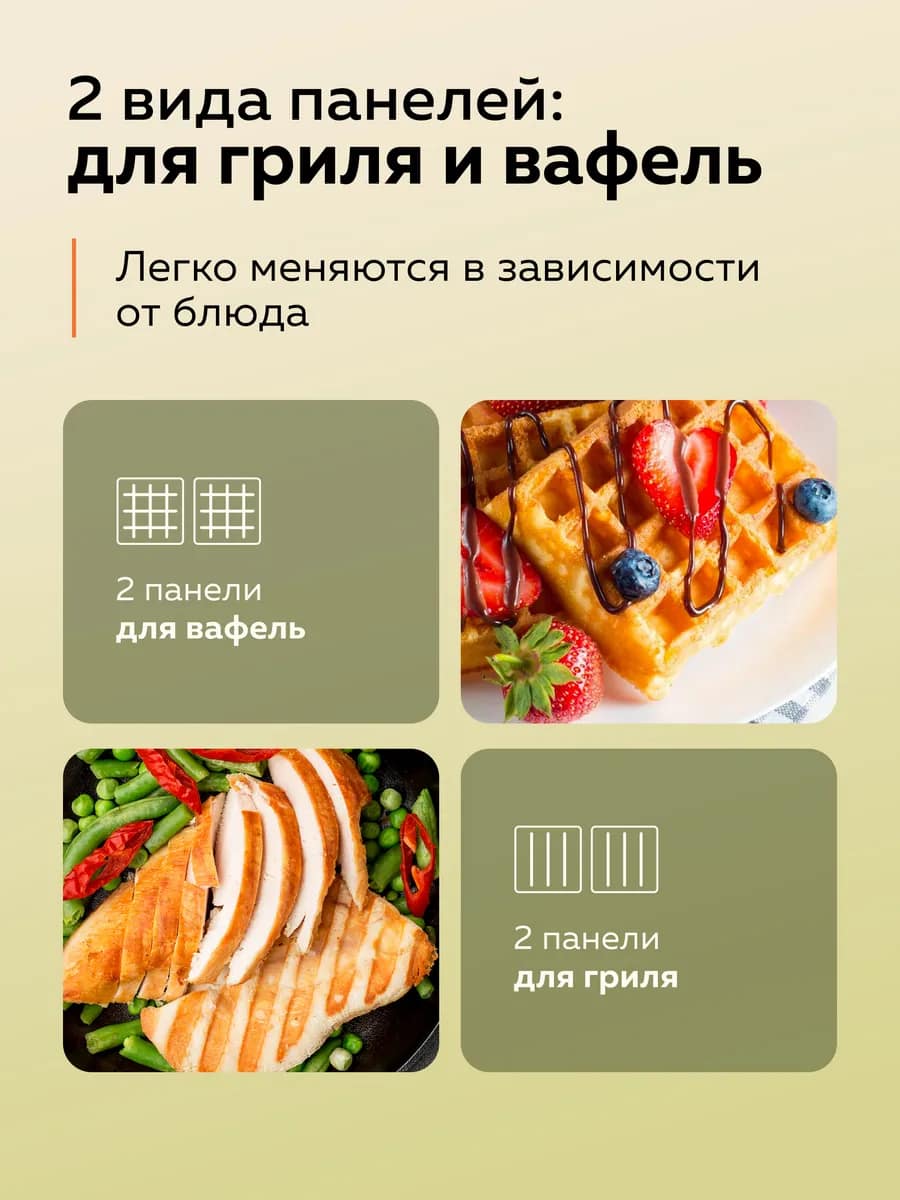 2 вида панелей:
для гриля и вафель
Легко меняются в зависимости
от блюда
2 панели
для вафель
2 панели
для гриля